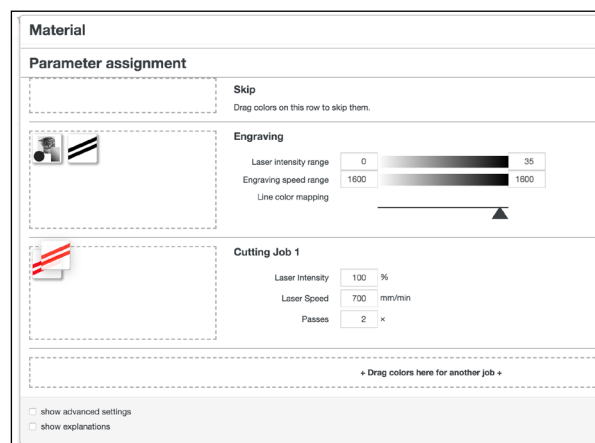 Material
Parameter assignment
Skip
Drag colors on this row to skip them.
Engraving
Laser intensity range 0 35
Engraving speed range 1600 1600
Line color mapping
Cutting Job 1
Laser Intensity 100 %
Laser Speed 700 mm/min
Passes 2 ×
+ Drag colors here for another job +
show advanced settings
show explanations